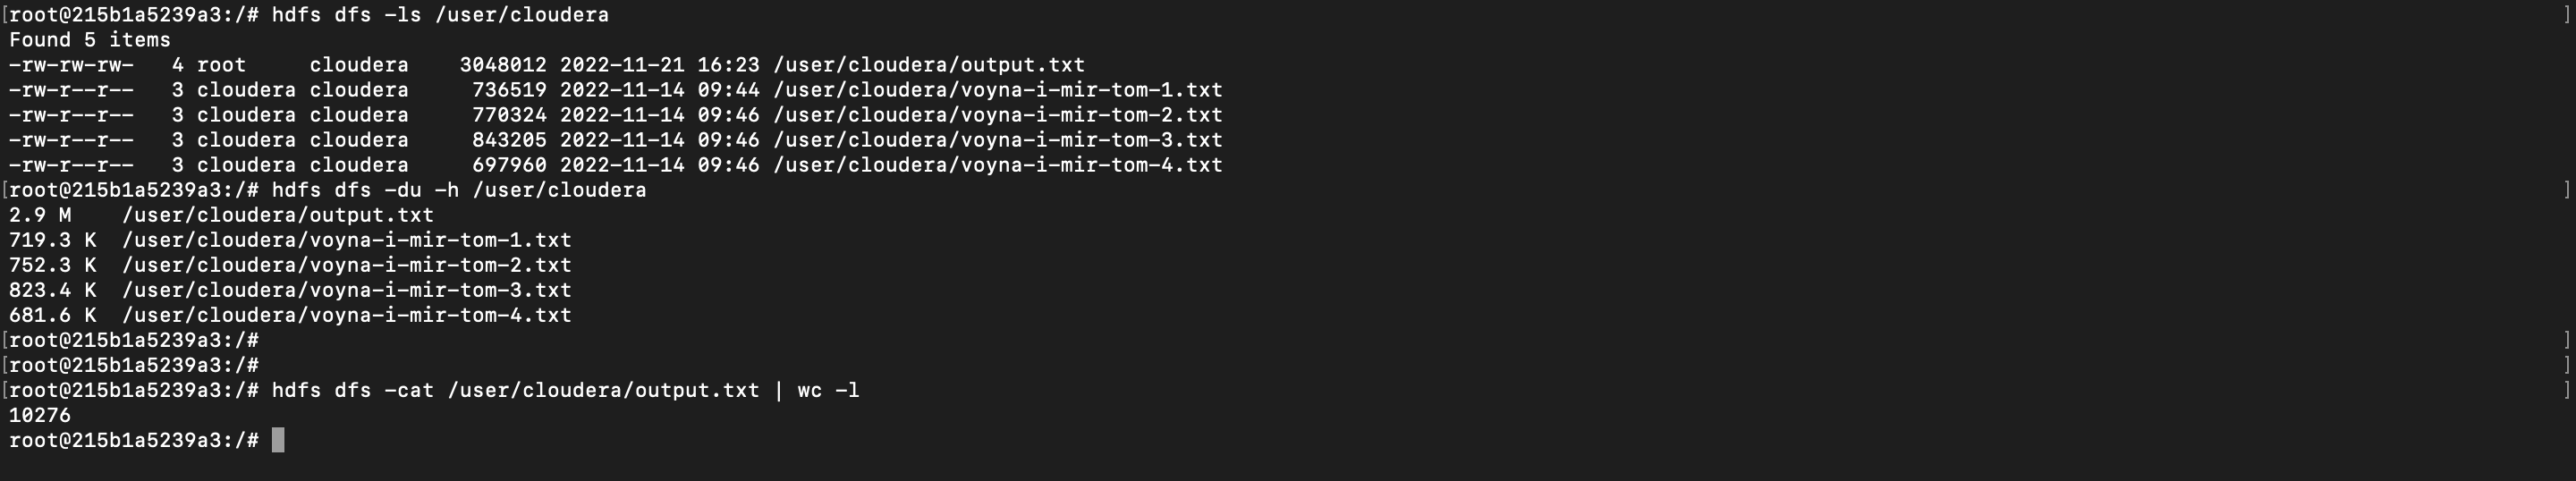 [root@215b1a5239a3:/# hdfs dfs -ls /user/cloudera ]
Found 5 items
-rw-rw-rw-   4 root     cloudera    3048012 2022-11-21 16:23 /user/cloudera/output.txt
-rw-r--r--   3 cloudera cloudera     736519 2022-11-14 09:44 /user/cloudera/voyna-i-mir-tom-1.txt
-rw-r--r--   3 cloudera cloudera     770324 2022-11-14 09:46 /user/cloudera/voyna-i-mir-tom-2.txt
-rw-r--r--   3 cloudera cloudera     843205 2022-11-14 09:46 /user/cloudera/voyna-i-mir-tom-3.txt
-rw-r--r--   3 cloudera cloudera     697960 2022-11-14 09:46 /user/cloudera/voyna-i-mir-tom-4.txt
[root@215b1a5239a3:/# hdfs dfs -du -h /user/cloudera ]
2.9 M    /user/cloudera/output.txt
719.3 K  /user/cloudera/voyna-i-mir-tom-1.txt
752.3 K  /user/cloudera/voyna-i-mir-tom-2.txt
823.4 K  /user/cloudera/voyna-i-mir-tom-3.txt
681.6 K  /user/cloudera/voyna-i-mir-tom-4.txt
[root@215b1a5239a3:/# ]
[root@215b1a5239a3:/# ]
[root@215b1a5239a3:/# hdfs dfs -cat /user/cloudera/output.txt | wc -l ]
10276
root@215b1a5239a3:/#